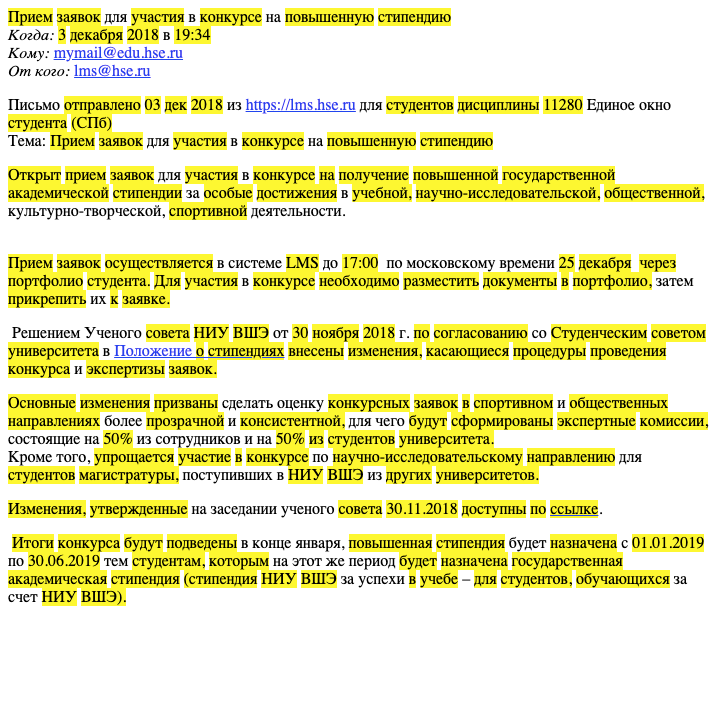 Прием заявок для участия в конкурсе на повышенную стипендию
Когда: 3 декабря 2018 в 19:34
Кому: mymail@edu.hse.ru
От кого: lms@hse.ru
Письмо отправлено 03 дек 2018 из https://lms.hse.ru для студентов дисциплины 11280 Единое окно
студента (СПб)
Тема: Прием заявок для участия в конкурсе на повышенную стипендию
Открыт прием заявок для участия в конкурсе на получение повышенной государственной
академической стипендии за особые достижения в учебной, научно-исследовательской, общественной,
культурно-творческой, спортивной деятельности.
Прием заявок осуществляется в системе LMS до 17:00 по московскому времени 25 декабря через
портфолио студента. Для участия в конкурсе необходимо разместить документы в портфолио, затем
прикрепить их к заявке.
Решением Ученого совета НИУ ВШЭ от 30 ноября 2018 г. по согласованию со Студенческим советом
университета в Положение о стипендиях внесены изменения, касающиеся процедуры проведения
конкурса и экспертизы заявок.
Основные изменения призваны сделать оценку конкурсных заявок в спортивном и общественных
направлениях более прозрачной и консистентной, для чего будут сформированы экспертные комиссии,
состоящие на 50% из сотрудников и на 50% из студентов университета.
Кроме того, упрощается участие в конкурсе по научно-исследовательскому направлению для
студентов магистратуры, поступивших в НИУ ВШЭ из других университетов.
Изменения, утвержденные на заседании ученого совета 30.11.2018 доступны по ссылке.
Итоги конкурса будут подведены в конце января, повышенная стипендия будет назначена с 01.01.2019
по 30.06.2019 тем студентам, которым на этот же период будет назначена государственная
академическая стипендия (стипендия НИУ ВШЭ за успехи в учебе – для студентов, обучающихся за
счет НИУ ВШЭ).